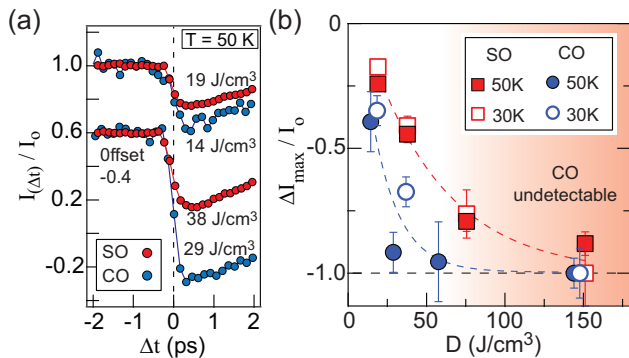 (a)
I(Δt) / Io
1.0
0.6
0.2
-0.2
T = 50 K
19 J/cm3
14 J/cm3
Offset
-0.4
38 J/cm3
29 J/cm3
SO
CO
-2 -1 0 1 2
Δt (ps)
(b)
ΔImax / Io
0
-0.5
-1.0
SO CO
50K 50K
30K 30K
CO
undetectable
0 50 100 150
D (J/cm3)